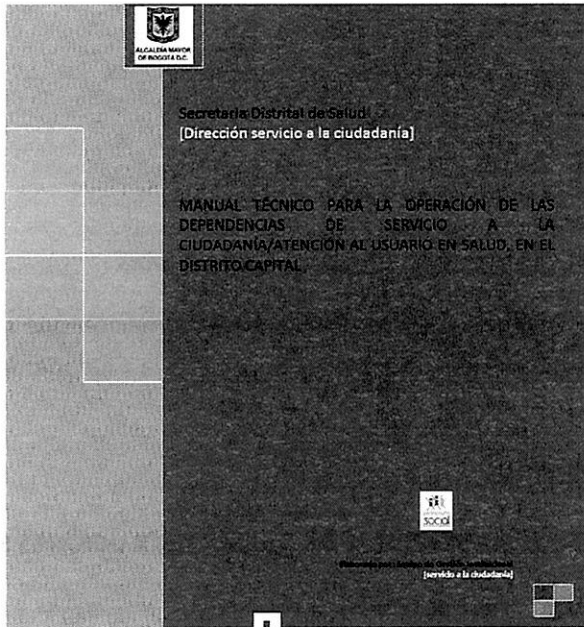 ALCALDÍA MAYOR
DE BOGOTÁ D.C.
Secretaria Distrital de Salud
[Dirección servicio a la ciudadanía]
MANUAL TÉCNICO PARA LA OPERACIÓN DE LAS
DEPENDENCIAS DE SERVICIO A LA
CIUDADANÍA/ATENCIÓN AL USUARIO EN SALUD, EN EL
DISTRITO CAPITAL
social
[servicio a la ciudadanía]